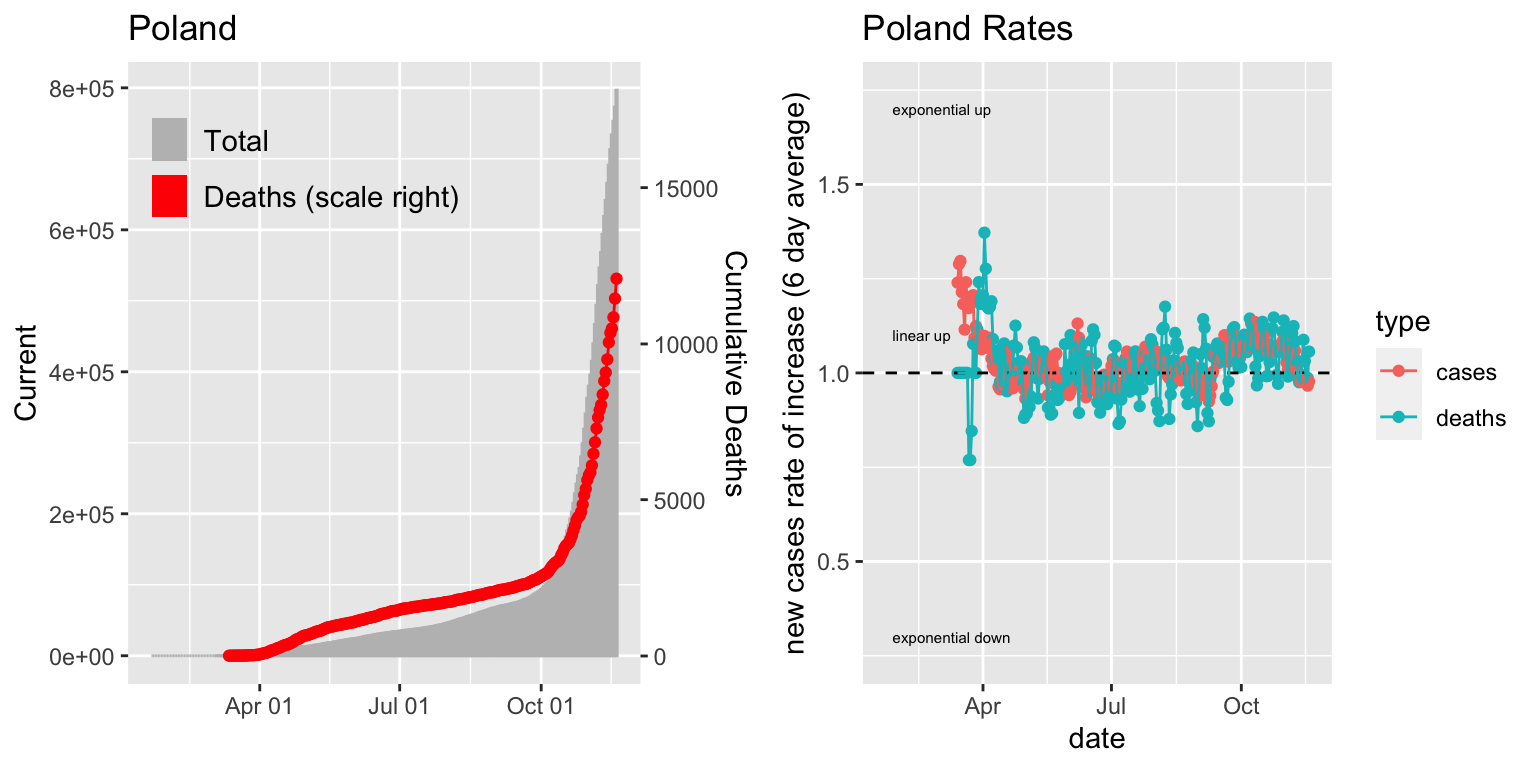 Poland
8e+05
6e+05
4e+05
2e+05
0e+00
Current
Total
Deaths (scale right)
15000
10000
5000
0
Cumulative Deaths
Apr 01
Jul 01
Oct 01
Poland Rates
new cases rate of increase (6 day average)
1.5
1.0
0.5
exponential up
linear up
exponential down
Apr
Jul
Oct
date
type
cases
deaths